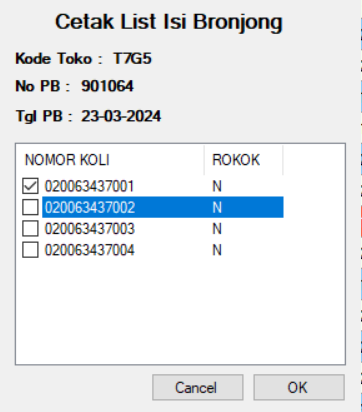 Cetak List Isi Bronjong
Kode Toko : T7G5
No PB : 901064
Tgl PB : 23-03-2024
NOMOR KOLI ROKOK
020063437001 N
020063437002 N
020063437003 N
020063437004 N
Cancel OK